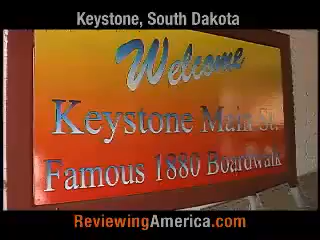 Keystone, South Dakota
Welcome
Keystone Main St.
Famous 1880 Boardwalk
ReviewingAmerica.com